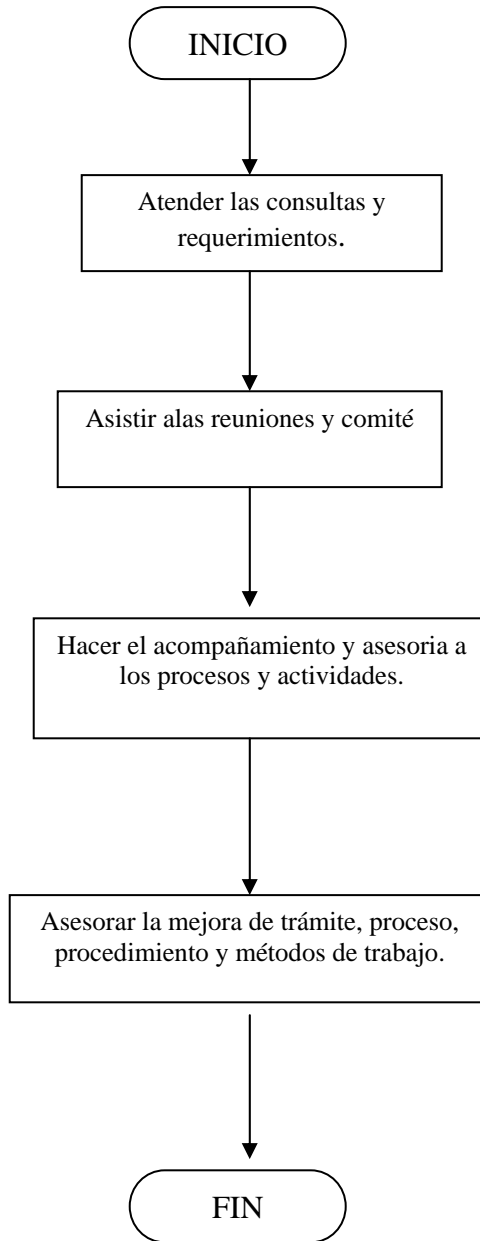 INICIO
Atender las consultas y
requerimientos.
Asistir alas reuniones y comité
Hacer el acompañamiento y asesoria a
los procesos y actividades.
Asesorar la mejora de trámite, proceso,
procedimiento y métodos de trabajo.
FIN